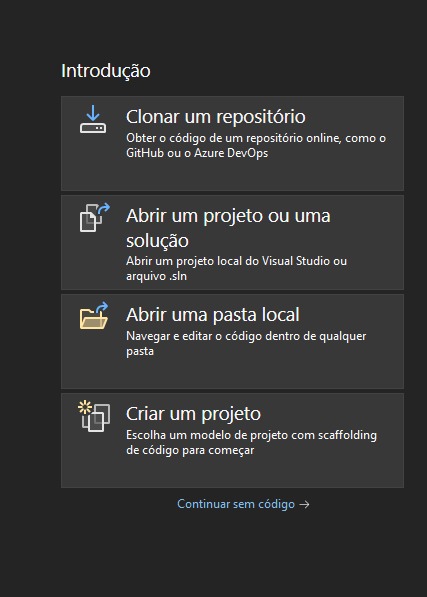 Introdução
Clonar um repositório
Obter o código de um repositório online, como o
GitHub ou o Azure DevOps
Abrir um projeto ou uma
solução
Abrir um projeto local do Visual Studio ou
arquivo .sln
Abrir uma pasta local
Navegar e editar o código dentro de qualquer
pasta
Criar um projeto
Escolha um modelo de projeto com scaffolding
de código para começar
Continuar sem código →